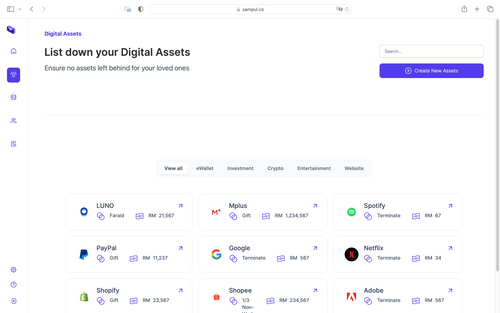 sampul.co
Digital Assets
List down your Digital Assets
Ensure no assets left behind for your loved ones
Search...
Create New Assets
View all
eWallet
Investment
Crypto
Entertainment
Website
LUNO
Faraid
RM 21,567
Mplus
Gift
RM 1,234,567
Spotify
Terminate
RM 67
PayPal
Gift
RM 11,237
Google
Terminate
RM 567
Netflix
Terminate
RM 34
Shopify
Gift
RM 23,567
Shopee
1/3
Non-
RM 234,567
Adobe
Terminate
RM 567